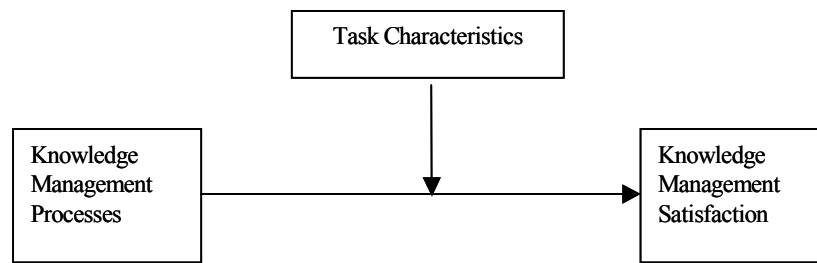 Task Characteristics
Knowledge
Management
Processes
Knowledge
Management
Satisfaction